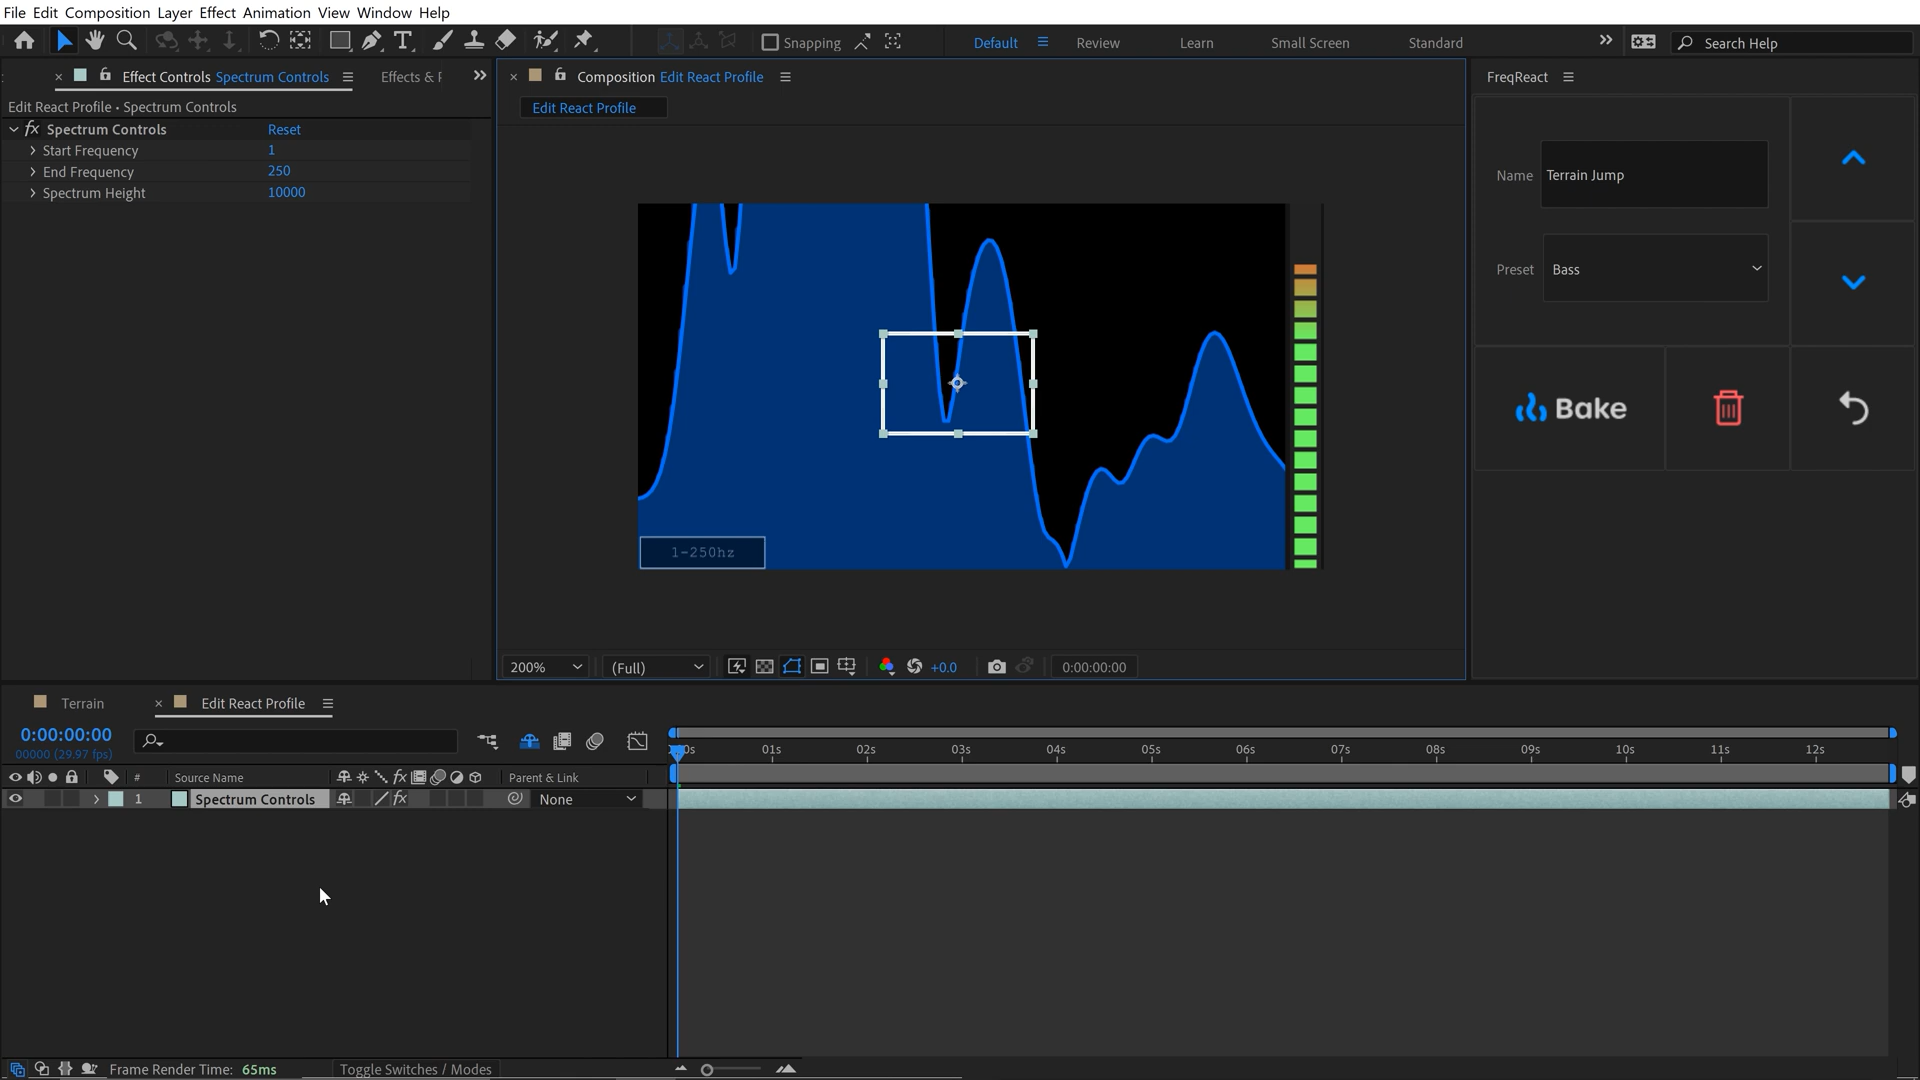 File Edit Composition Layer Effect Animation View Window Help
Snapping
Default
Review
Learn
Small Screen
Standard
Search Help
Effect Controls Spectrum Controls
Effects & F
Composition Edit React Profile
FreqReact
Edit React Profile • Spectrum Controls
Edit React Profile
fx Spectrum Controls Reset
Start Frequency 1
End Frequency 250
Spectrum Height 10000
Name Terrain Jump
Preset Bass
Bake
1-250hz
200%
(Full)
+0.0
0:00:00:00
Terrain
Edit React Profile
0:00:00:00
00000 (29.97 fps)
00s 01s 02s 03s 04s 05s 06s 07s 08s 09s 10s 11s 12s
# Source Name fx Parent & Link
1 Spectrum Controls fx None
Frame Render Time: 65ms
Toggle Switches / Modes